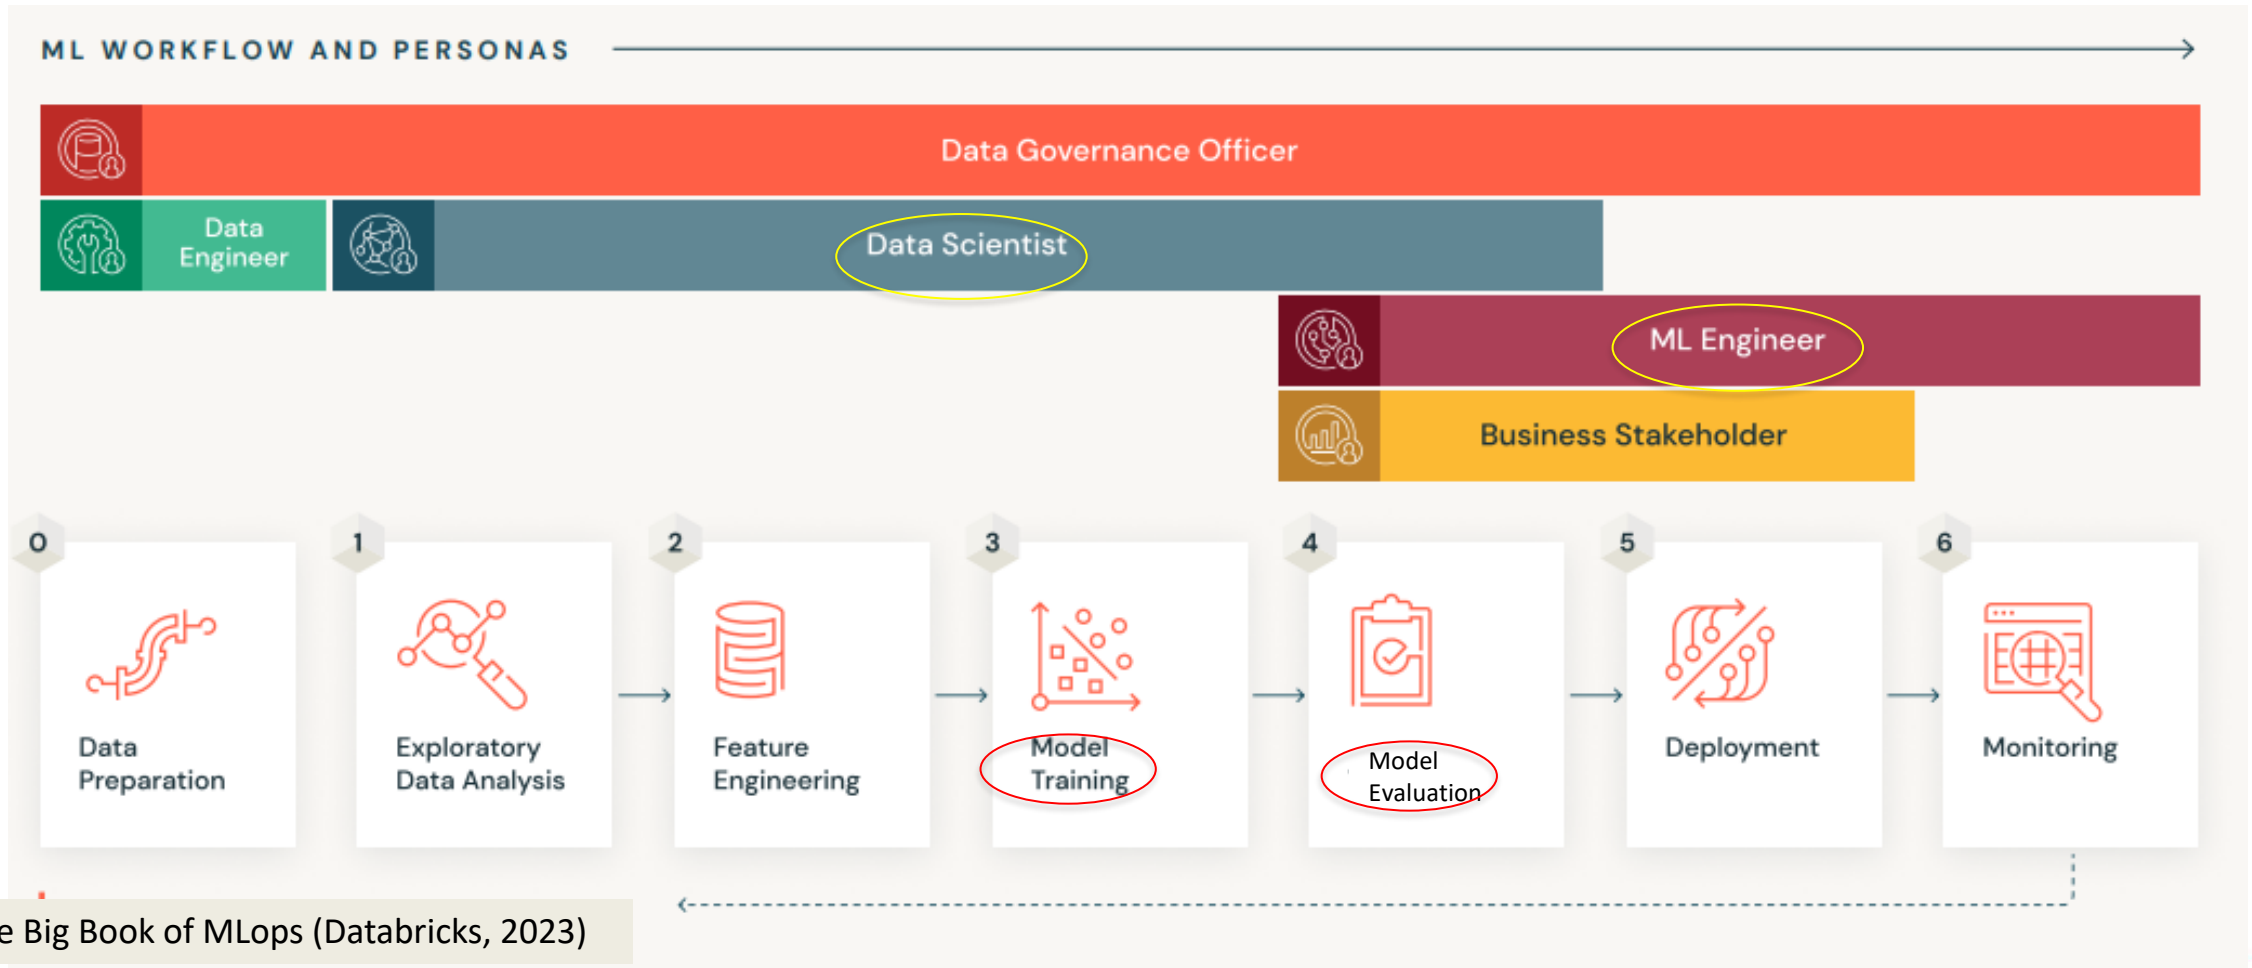 ML WORKFLOW AND PERSONAS
Data Governance Officer
Data
Engineer
Data Scientist
ML Engineer
Business Stakeholder
0
1
2
3
4
5
6
Data
Preparation
Exploratory
Data Analysis
Feature
Engineering
Model
Training
Model
Evaluation
Deployment
Monitoring
e Big Book of MLops (Databricks, 2023)